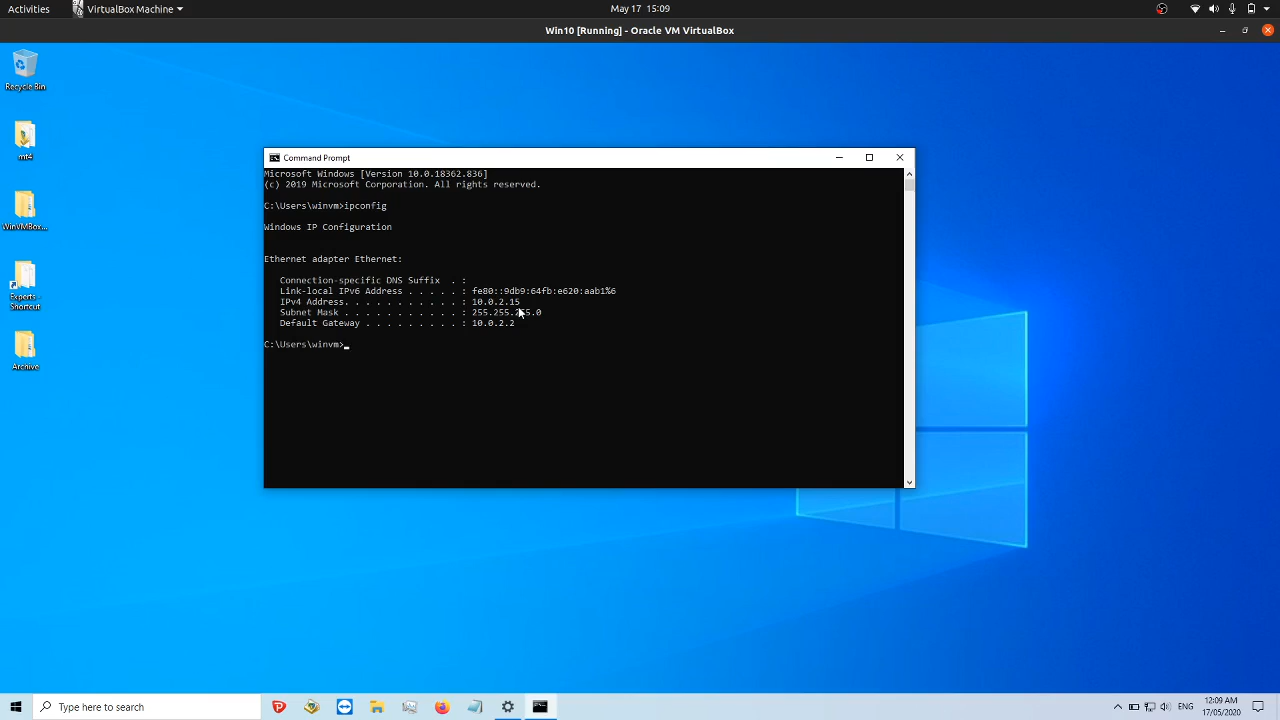 Activities
VirtualBox Machine
May 17 15:09
Win10 [Running] - Oracle VM VirtualBox
Recycle Bin
mt4
WinVMBox...
Experts - Shortcut
Archive
Command Prompt
Microsoft Windows [Version 10.0.18362.836]
(c) 2019 Microsoft Corporation. All rights reserved.
C:\Users\winvm>ipconfig
Windows IP Configuration
Ethernet adapter Ethernet:
Connection-specific DNS Suffix . :
Link-local IPv6 Address . . . . . : fe80::9db9:64fb:e620:aab1%6
IPv4 Address. . . . . . . . . . . : 10.0.2.15
Subnet Mask . . . . . . . . . . . : 255.255.255.0
Default Gateway . . . . . . . . . : 10.0.2.2
C:\Users\winvm>_
Type here to search
12:09 AM
17/05/2020